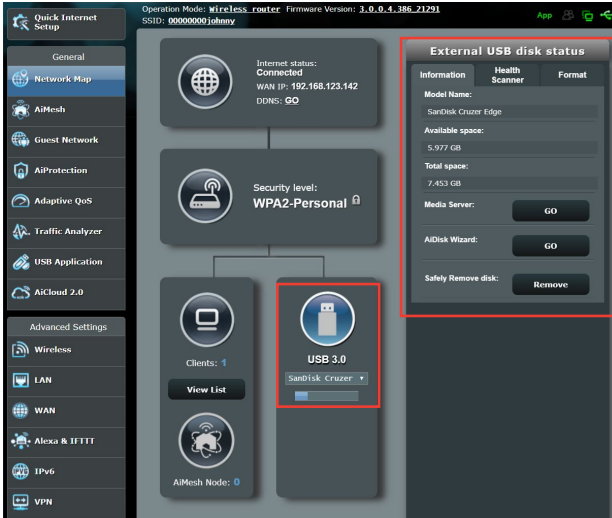 Quick Internet
Setup
General
Network Map
AiMesh
Guest Network
AiProtection
Adaptive QoS
Traffic Analyzer
USB Application
AiCloud 2.0
Advanced Settings
Wireless
LAN
WAN
Alexa & IFTTT
IPv6
VPN
Operation Mode: Wireless router Firmware Version: 3.0.0.4.386_21291
SSID: 00000000johnny
App
Internet status:
Connected
WAN IP: 192.168.123.142
DDNS: GO
Security level:
WPA2-Personal
Clients: 1
View List
AiMesh Node: 0
USB 3.0
SanDisk Cruzer
External USB disk status
Information
Health
Scanner
Format
Model Name:
SanDisk Cruzer Edge
Available space:
5.977 GB
Total space:
7.453 GB
Media Server:
GO
AiDisk Wizard:
GO
Safely Remove
disk:
Remove